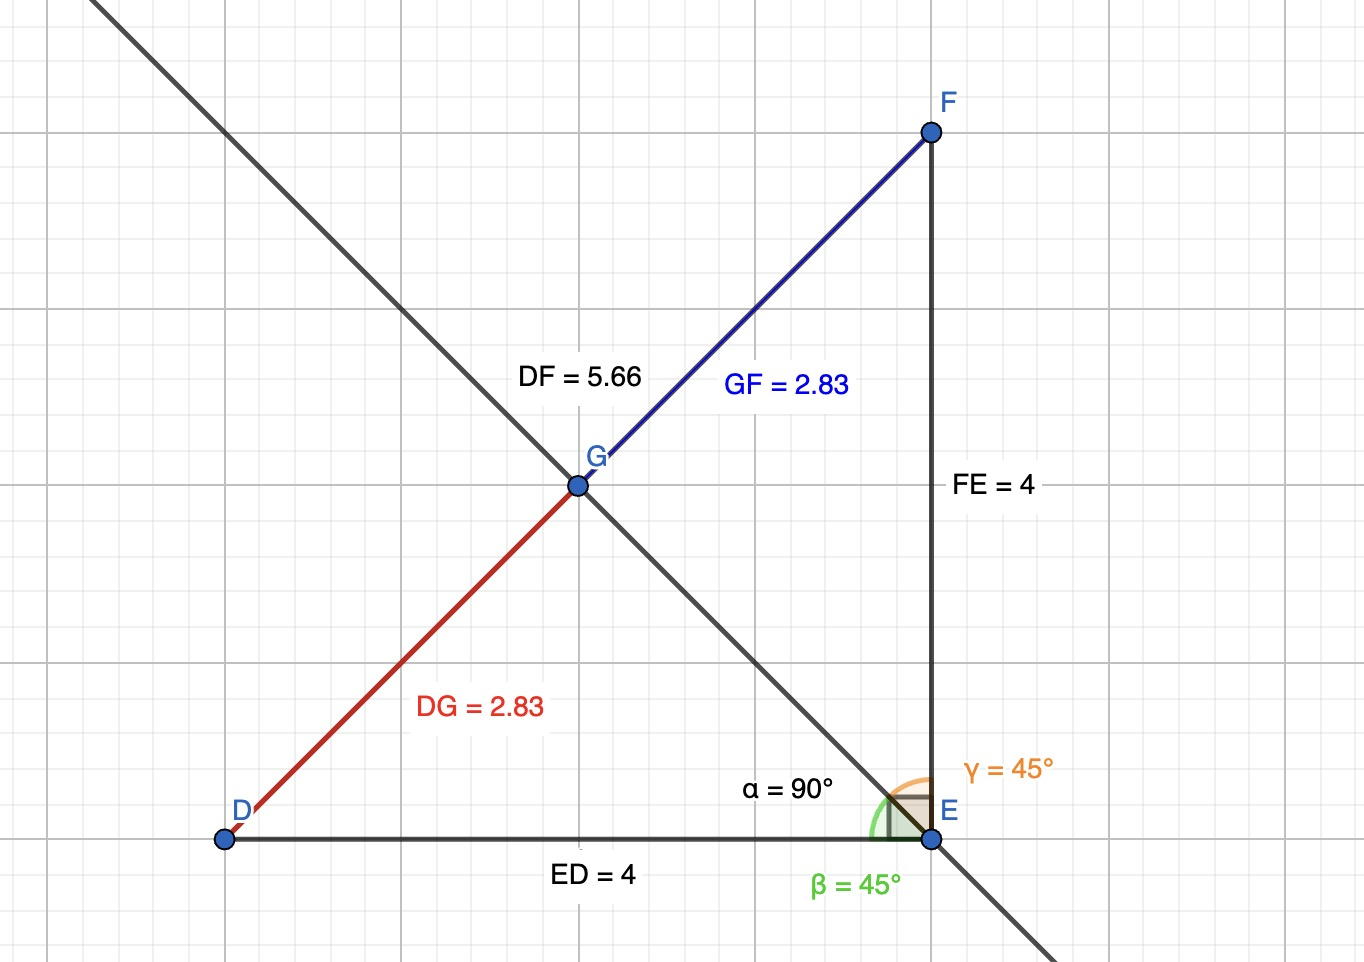 F
DF = 5.66
GF = 2.83
G
FE = 4
DG = 2.83
γ = 45°
α = 90°
D
E
ED = 4
β = 45°